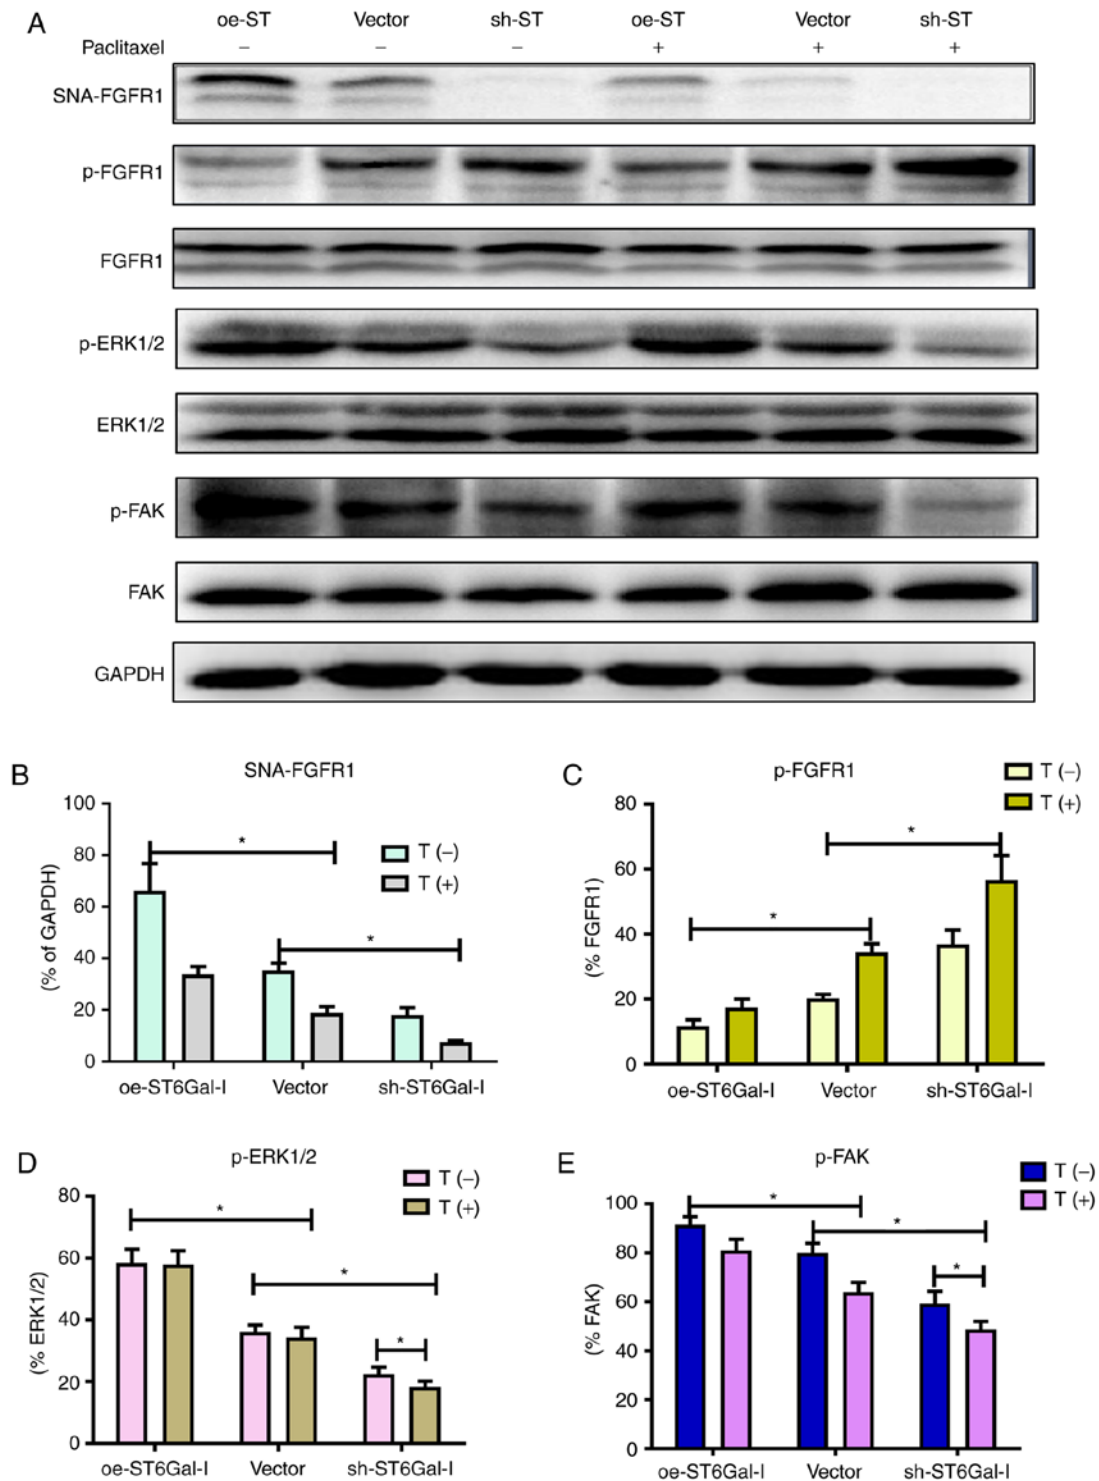 A
oe-ST Vector sh-ST oe-ST Vector sh-ST
Paclitaxel – – – + + +
SNA-FGFR1
p-FGFR1
FGFR1
p-ERK1/2
ERK1/2
p-FAK
FAK
GAPDH
B
SNA-FGFR1
(% of GAPDH)
100
80
60
40
20
0
*
*
T (–)
T (+)
oe-ST6Gal-I Vector sh-ST6Gal-I
C
p-FGFR1
(% FGFR1)
80
60
40
20
0
*
*
T (–)
T (+)
oe-ST6Gal-I Vector sh-ST6Gal-I
D
p-ERK1/2
(% ERK1/2)
80
60
40
20
0
*
*
*
T (–)
T (+)
oe-ST6Gal-I Vector sh-ST6Gal-I
E
p-FAK
(% FAK)
100
80
60
40
20
0
*
*
*
T (–)
T (+)
oe-ST6Gal-I Vector sh-ST6Gal-I